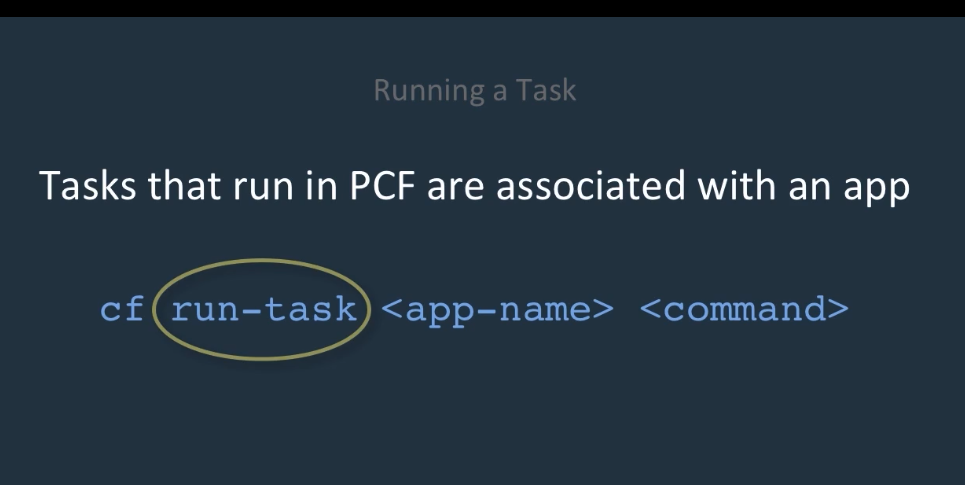 Running a Task
Tasks that run in PCF are associated with an app
cf run-task <app-name> <command>